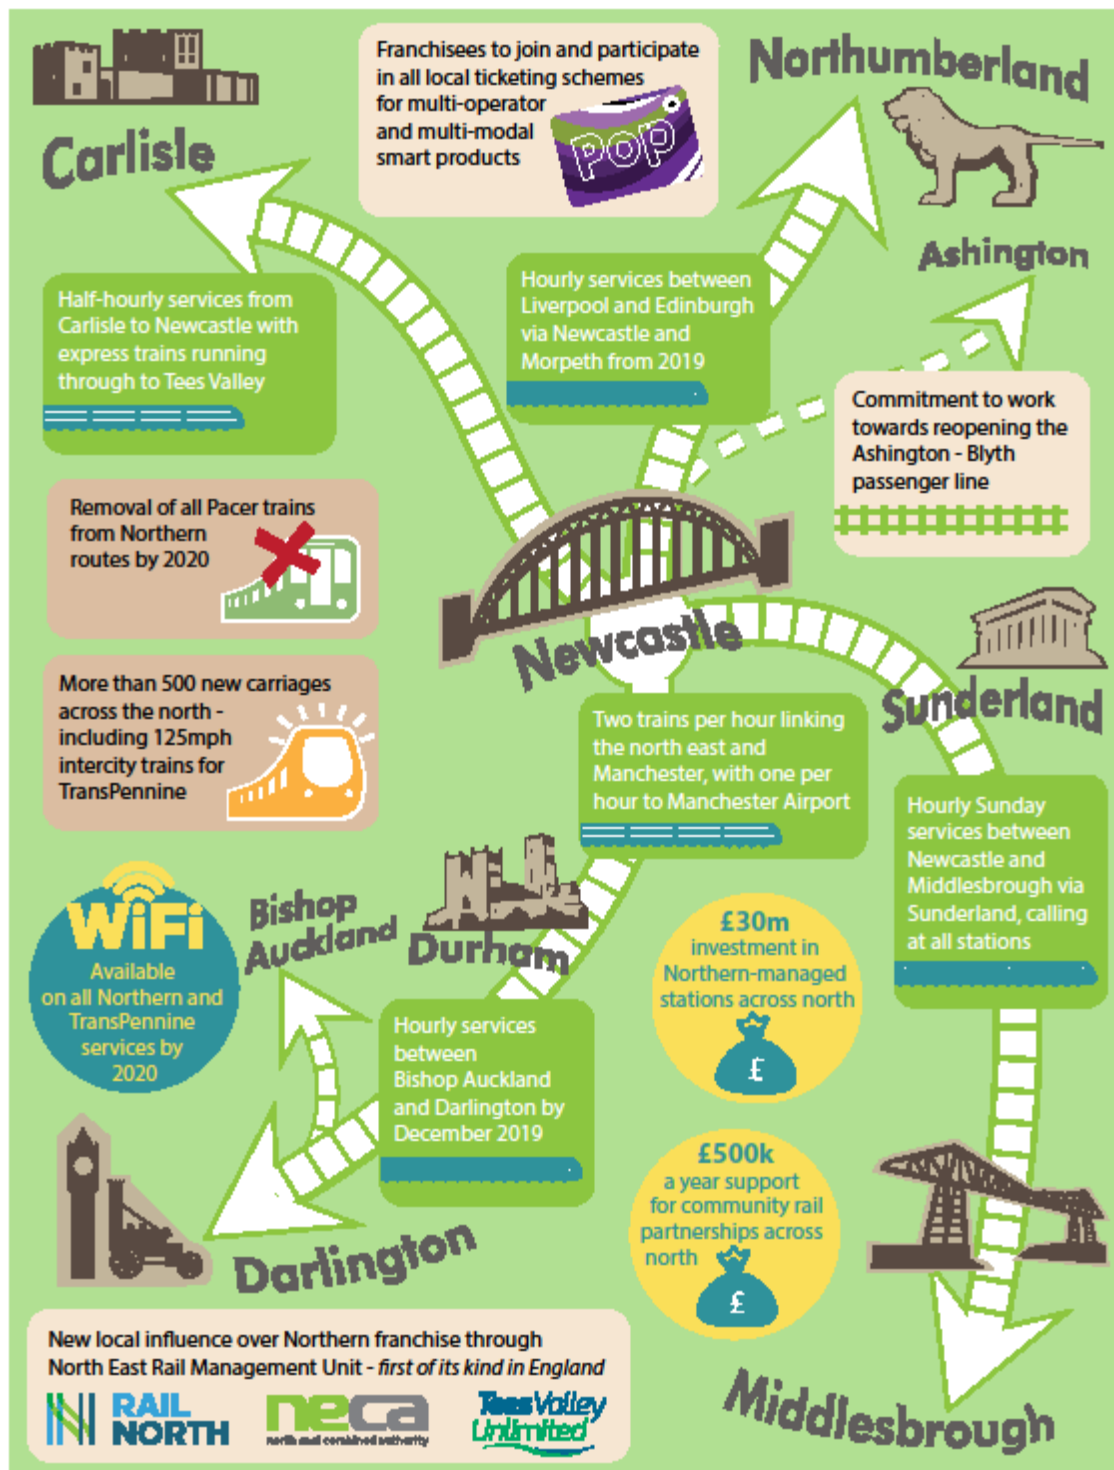 Carlisle
Franchisees to join and participate
in all local ticketing schemes
for multi-operator
and multi-modal
smart products
POP
Northumberland
Ashington
Half-hourly services from
Carlisle to Newcastle with
express trains running
through to Tees Valley
Hourly services between
Liverpool and Edinburgh
via Newcastle and
Morpeth from 2019
Commitment to work
towards reopening the
Ashington - Blyth
passenger line
Removal of all Pacer trains
from Northern
routes by 2020
Newcastle
Sunderland
More than 500 new carriages
across the north -
including 125mph
intercity trains for
TransPennine
Two trains per hour linking
the north east and
Manchester, with one per
hour to Manchester Airport
Hourly Sunday
services between
Newcastle and
Middlesbrough via
Sunderland, calling
at all stations
WiFi
Available
on all Northern and
TransPennine
services by
2020
Bishop
Auckland
Durham
£30m
investment in
Northern-managed
stations across north
£
Hourly services
between
Bishop Auckland
and Darlington by
December 2019
£500k
a year support
for community rail
partnerships across
north
£
Darlington
Middlesbrough
New local influence over Northern franchise through
North East Rail Management Unit - first of its kind in England
RAIL
NORTH
neca
north east combined authority
Tees Valley
Unlimited